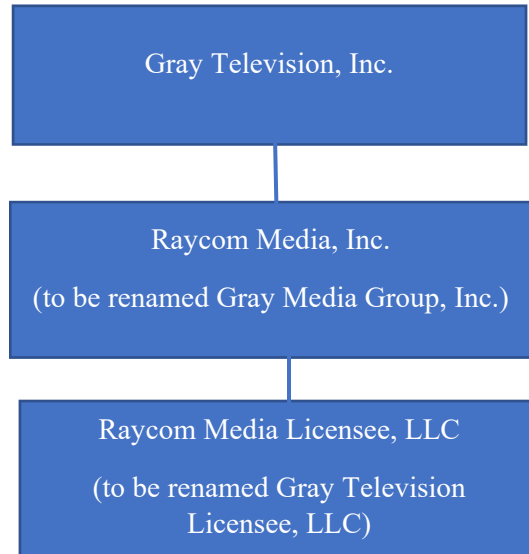 Gray Television, Inc.
Raycom Media, Inc.
(to be renamed Gray Media Group, Inc.)
Raycom Media Licensee, LLC
(to be renamed Gray Television
Licensee, LLC)